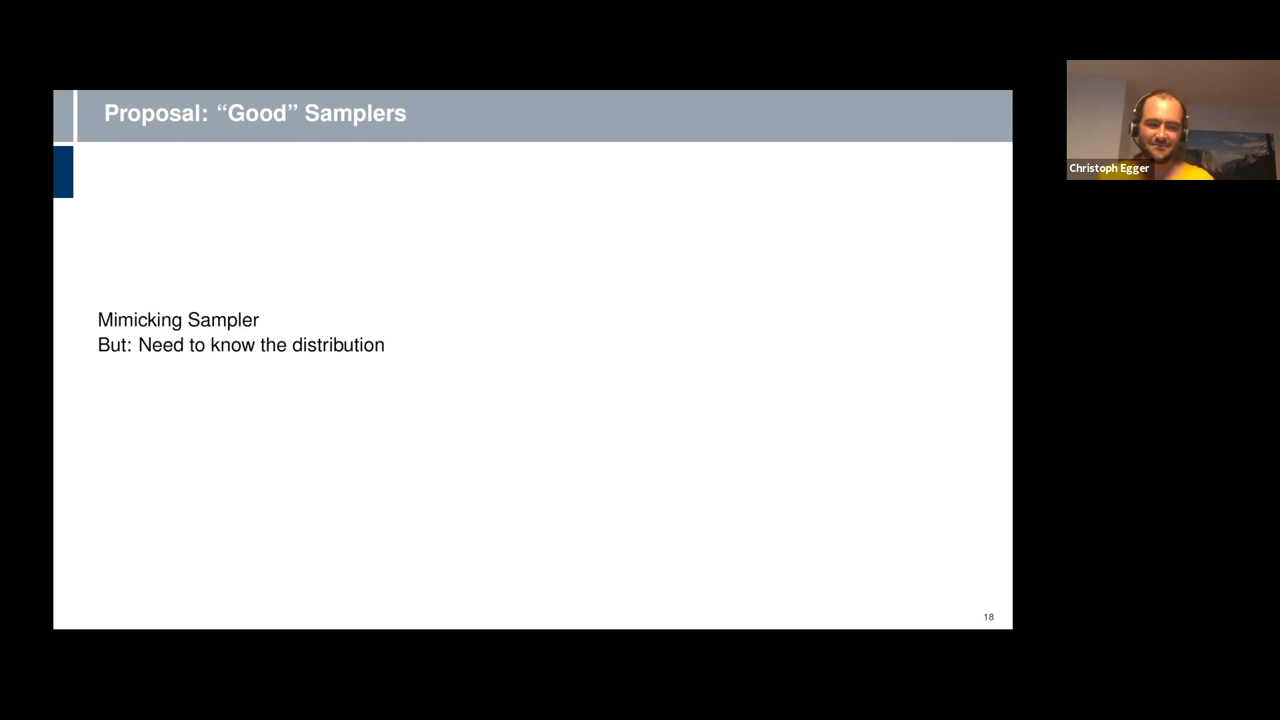 Proposal: “Good” Samplers
Christoph Egger
Mimicking Sampler
But: Need to know the distribution
18